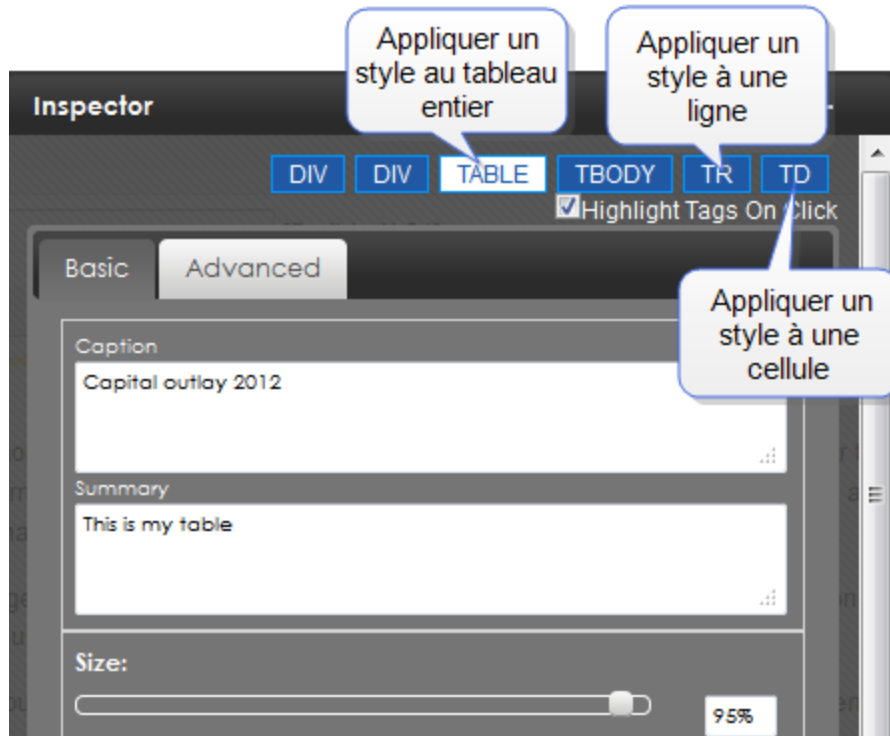 Appliquer un
style au tableau
entier
Appliquer un
style à une
ligne
Inspector
DIV DIV TABLE TBODY TR TD
Highlight Tags On Click
Basic Advanced
Appliquer un
style à une
cellule
Caption
Capital outlay 2012
Summary
This is my table
Size:
95%